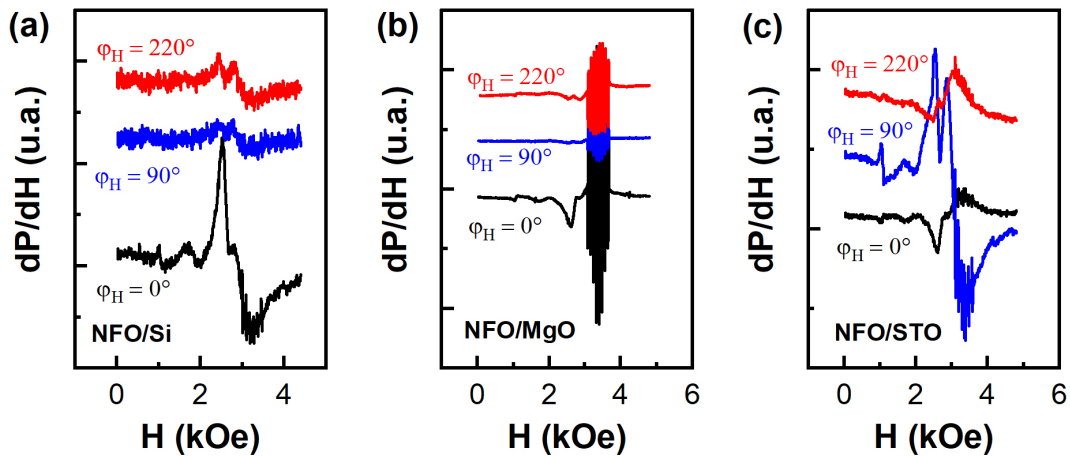 (a)
dP/dH (u.a.)
φH = 220°
φH = 90°
φH = 0°
NFO/Si
0 2 4
H (kOe)
(b)
dP/dH (u.a.)
φH = 220°
φH = 90°
φH = 0°
NFO/MgO
0 2 4 6
H (kOe)
(c)
dP/dH (u.a.)
φH = 220°
φH = 90°
φH = 0°
NFO/STO
0 2 4 6
H (kOe)